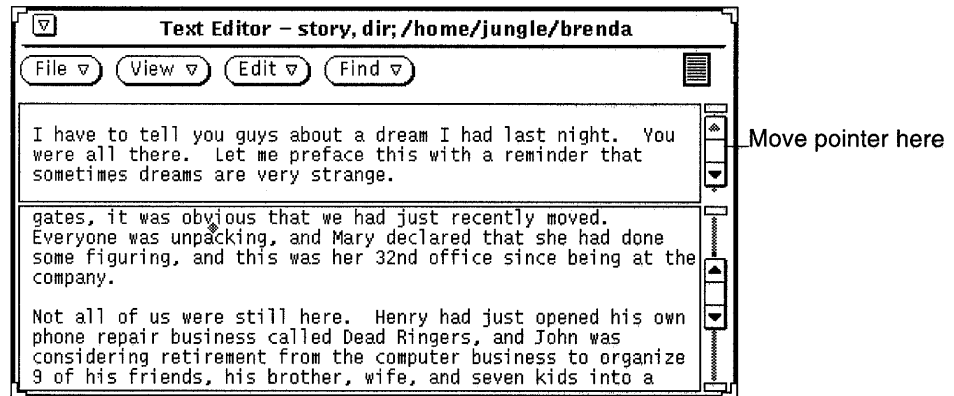 Text Editor – story, dir; /home/jungle/brenda
File View Edit Find
I have to tell you guys about a dream I had last night.  You
were all there.  Let me preface this with a reminder that
sometimes dreams are very strange.
Move pointer here
gates, it was obvious that we had just recently moved.
Everyone was unpacking, and Mary declared that she had done
some figuring, and this was her 32nd office since being at the
company.
Not all of us were still here.  Henry had just opened his own
phone repair business called Dead Ringers, and John was
considering retirement from the computer business to organize
9 of his friends, his brother, wife, and seven kids into a